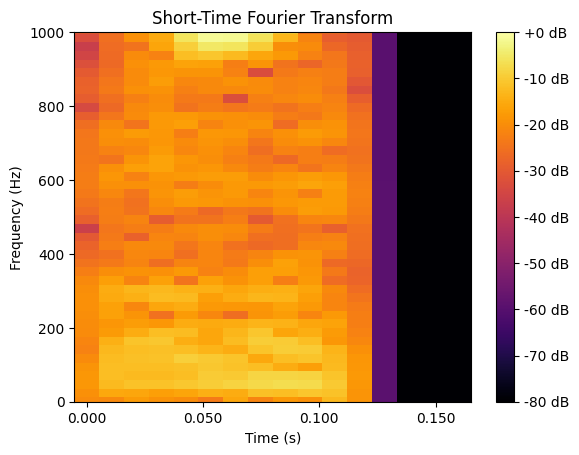 Short-Time Fourier Transform
1000
800
600
400
200
0
Frequency (Hz)
0.000
0.050
0.100
0.150
Time (s)
+0 dB
-10 dB
-20 dB
-30 dB
-40 dB
-50 dB
-60 dB
-70 dB
-80 dB